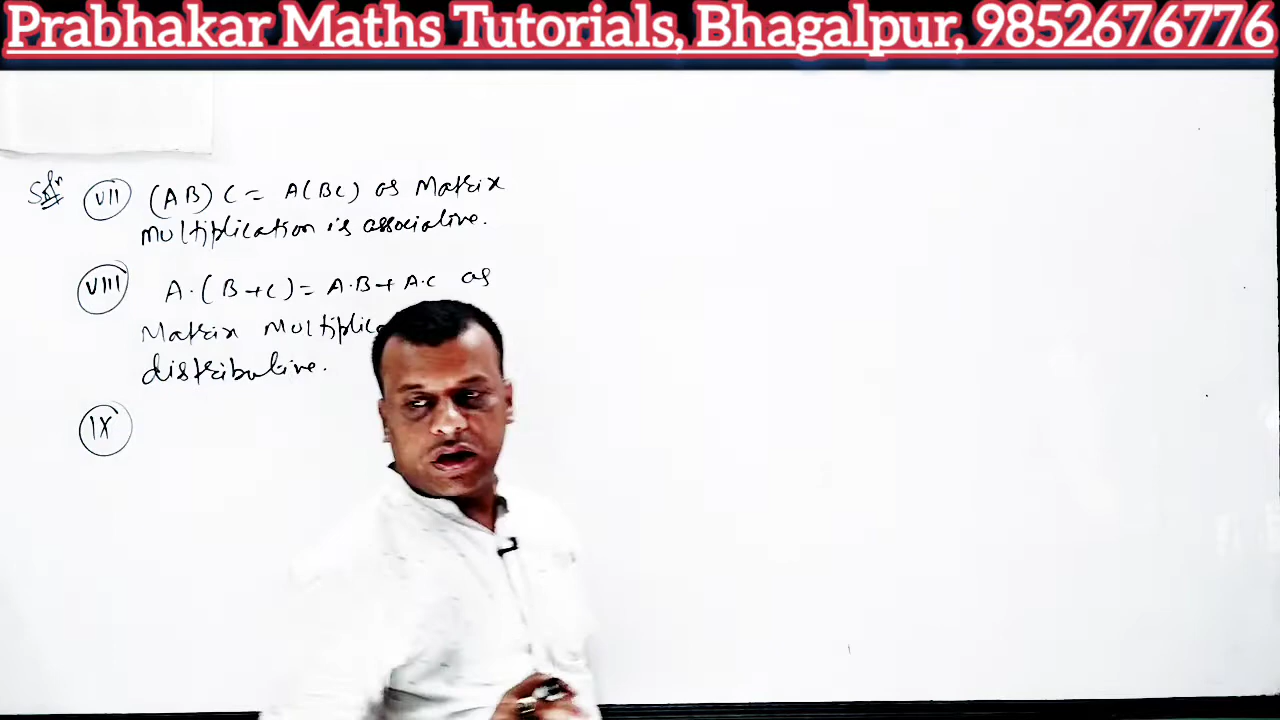 Prabhakar Maths Tutorials, Bhagalpur, 9852676776
Soln VII (AB)C = A(BC) as Matrix
multiplication is associative.
VIII A.(B+C) = A.B + A.C as
Matrix Multiplica
distributive.
IX